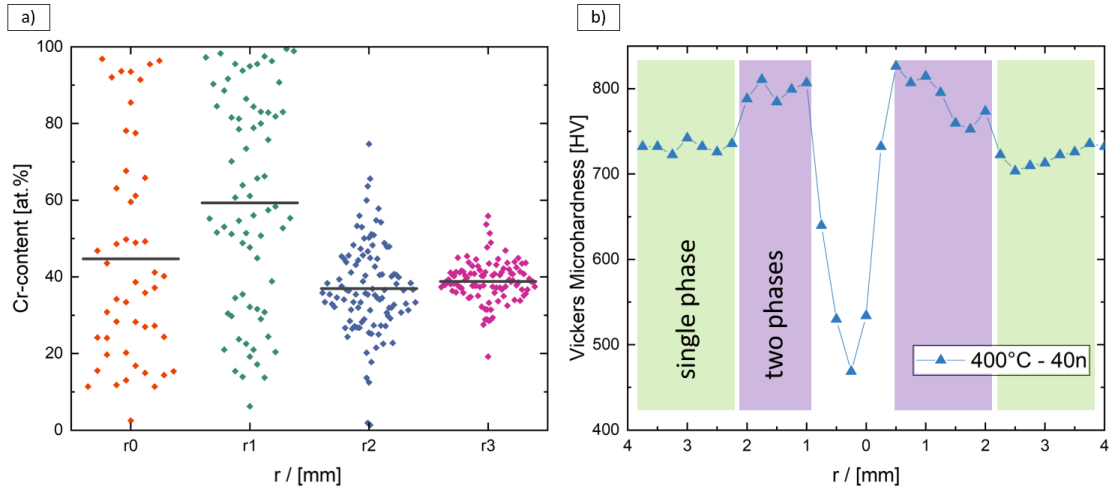 a)
Cr-content [at.%]
100
80
60
40
20
0
r0 r1 r2 r3
r / [mm]
b)
Vickers Microhardness [HV]
800
700
600
500
400
single phase
two phases
400°C - 40n
4 3 2 1 0 1 2 3 4
r / [mm]